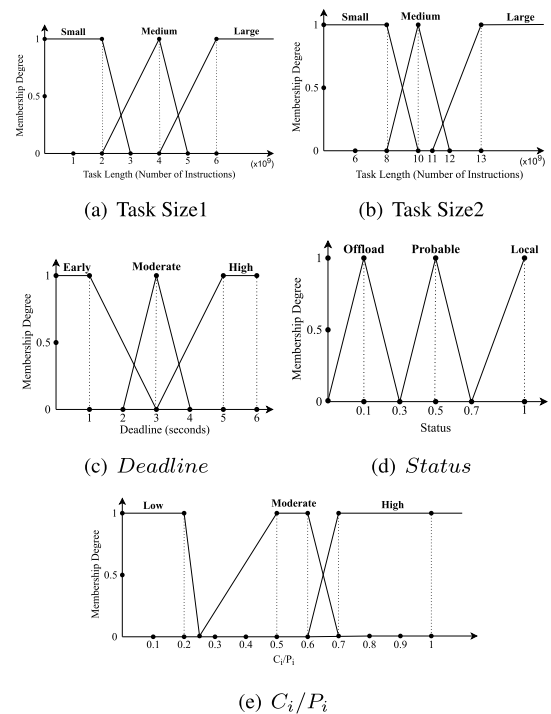 Small Medium Large
Membership Degree
1
0.5
0
1 2 3 4 5 6
(x10⁹)
Task Length (Number of Instructions)
(a) Task Size1
Small Medium Large
Membership Degree
1
0.5
0
6 8 10 11 12 13
(x10⁹)
Task Length (Number of Instructions)
(b) Task Size2
Early Moderate High
Membership Degree
1
0.5
0
1 2 3 4 5 6
Deadline (seconds)
(c) Deadline
Offload Probable Local
Membership Degree
1
0.5
0
0.1 0.3 0.5 0.7 1
Status
(d) Status
Low Moderate High
Membership Degree
1
0.5
0
0.1 0.2 0.3 0.4 0.5 0.6 0.7 0.8 0.9 1
Cᵢ/Pᵢ
(e) Cᵢ/Pᵢ